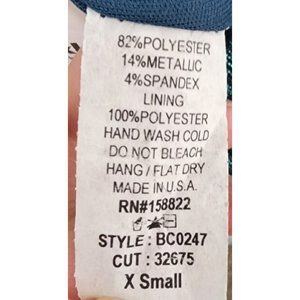 82%POLYESTER
14%METALLIC
4%SPANDEX
LINING
100%POLYESTER
HAND WASH COLD
DO NOT BLEACH
HANG / FLAT DRY
MADE IN U.S.A.
RN#158822
STYLE : BC0247
CUT : 32675
X Small